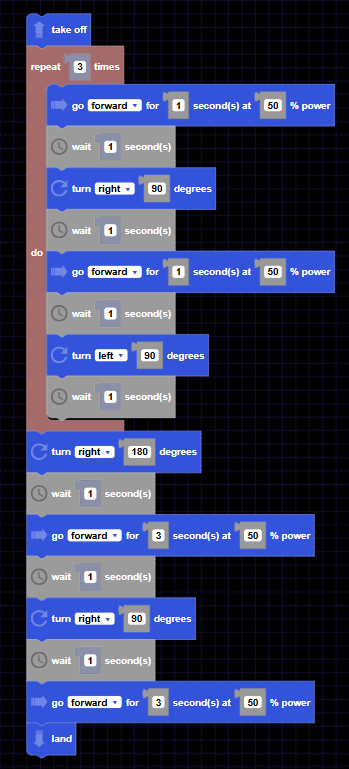 take off
repeat 3 times
go forward for 1 second(s) at 50 % power
wait 1 second(s)
turn right 90 degrees
wait 1 second(s)
do
go forward for 1 second(s) at 50 % power
wait 1 second(s)
turn left 90 degrees
wait 1 second(s)
turn right 180 degrees
wait 1 second(s)
go forward for 3 second(s) at 50 % power
wait 1 second(s)
turn right 90 degrees
wait 1 second(s)
go forward for 3 second(s) at 50 % power
land